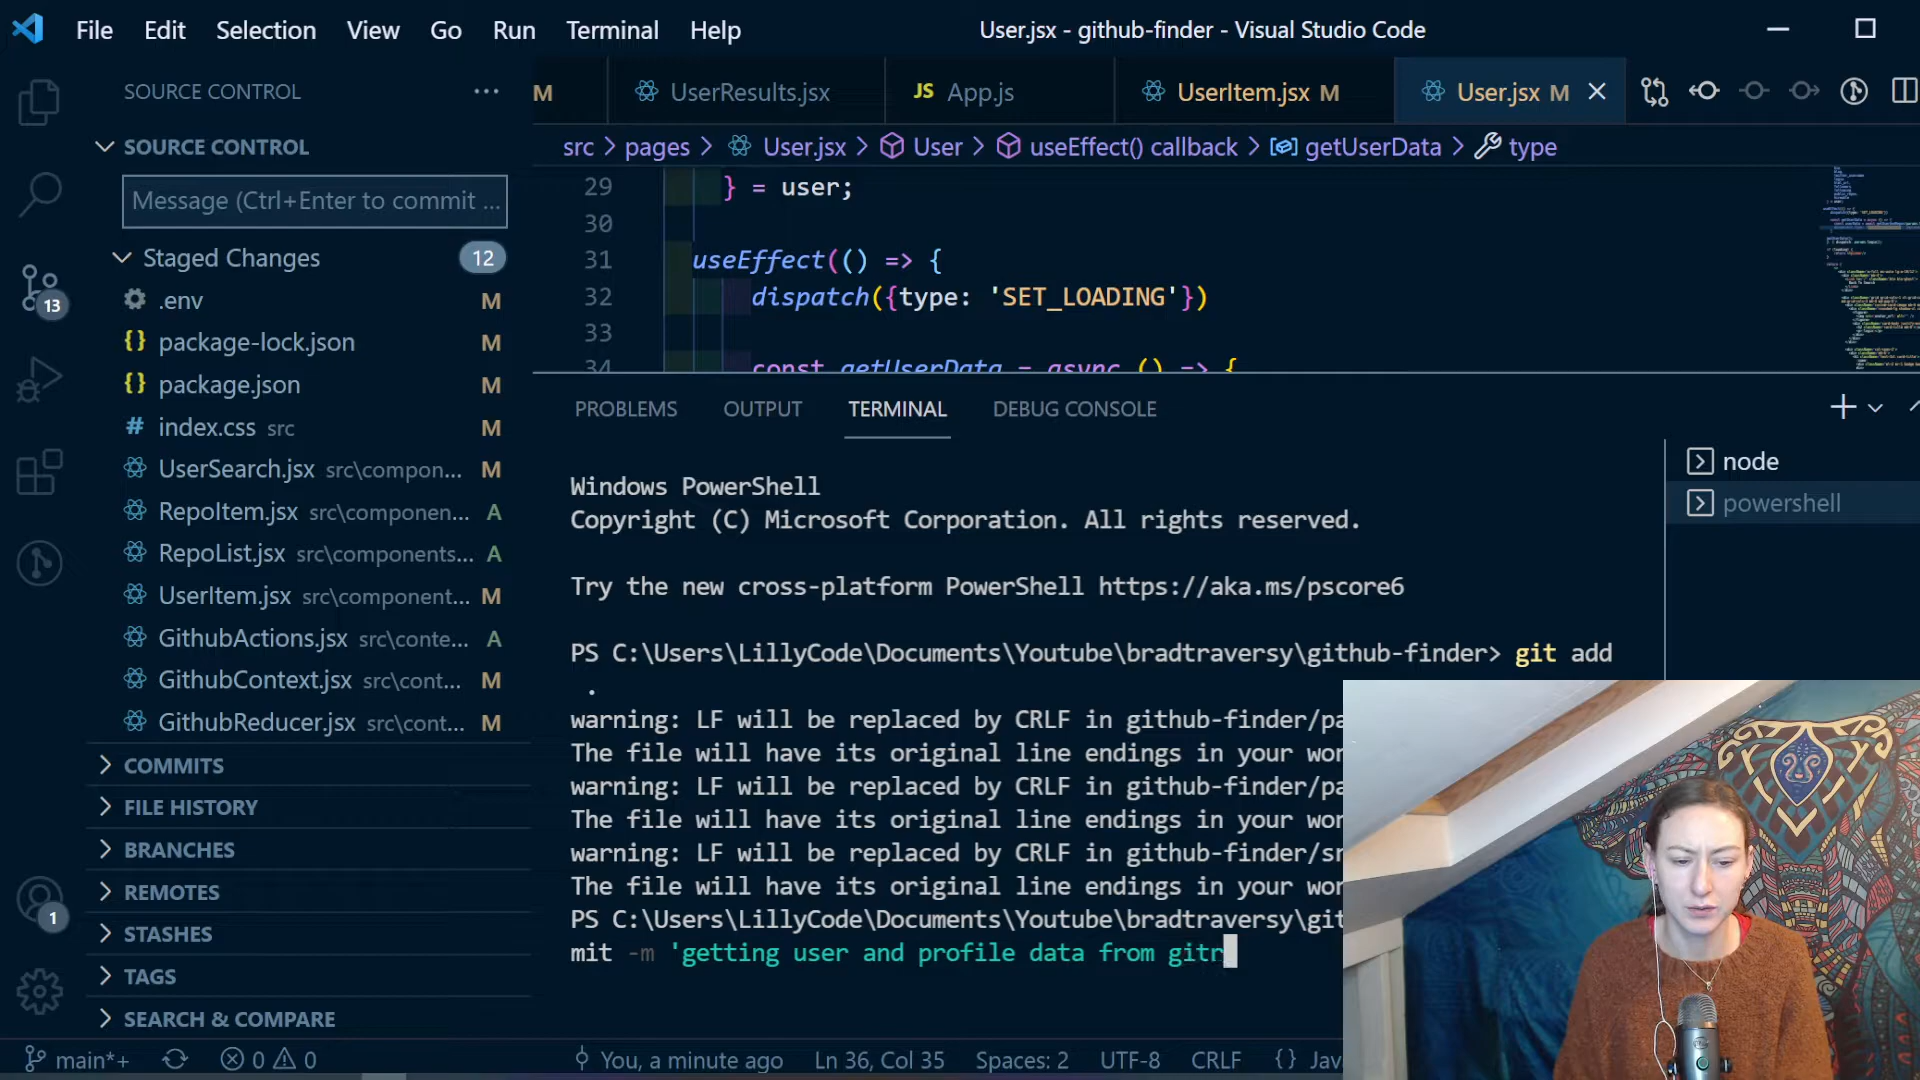 File Edit Selection View Go Run Terminal Help
User.jsx - github-finder - Visual Studio Code
SOURCE CONTROL
M UserResults.jsx JS App.js UserItem.jsx M User.jsx M
SOURCE CONTROL
src > pages > User.jsx > User > useEffect() callback > getUserData > type
Message (Ctrl+Enter to commit ...
29 } = user;
30
31 useEffect(() => {
32 dispatch({type: 'SET_LOADING'})
33
34 const getUserData = async () => {
Staged Changes 12
.env M
{} package-lock.json M
{} package.json M
# index.css src M
UserSearch.jsx src\compon... M
RepoItem.jsx src\componen... A
RepoList.jsx src\components... A
UserItem.jsx src\component... M
GithubActions.jsx src\conte... A
GithubContext.jsx src\cont... M
GithubReducer.jsx src\cont... M
13
1
COMMITS
FILE HISTORY
BRANCHES
REMOTES
STASHES
TAGS
SEARCH & COMPARE
PROBLEMS OUTPUT TERMINAL DEBUG CONSOLE
node
powershell
Windows PowerShell
Copyright (C) Microsoft Corporation. All rights reserved.
Try the new cross-platform PowerShell https://aka.ms/pscore6
PS C:\Users\LillyCode\Documents\Youtube\bradtraversy\github-finder> git add
.
warning: LF will be replaced by CRLF in github-finder/pa
The file will have its original line endings in your wor
warning: LF will be replaced by CRLF in github-finder/pa
The file will have its original line endings in your wor
warning: LF will be replaced by CRLF in github-finder/sr
The file will have its original line endings in your wor
PS C:\Users\LillyCode\Documents\Youtube\bradtraversy\git
mit -m 'getting user and profile data from gitr
main*+ 0 0 You, a minute ago Ln 36, Col 35 Spaces: 2 UTF-8 CRLF {} Jav